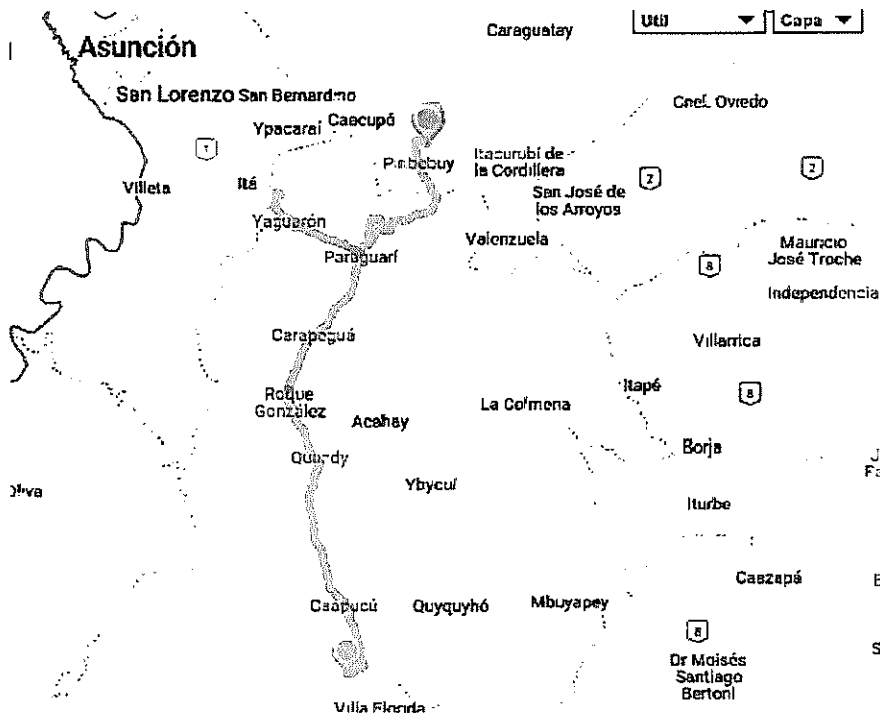 Caraguatay
Util
Capa
Asunción
San Lorenzo
San Bernardino
Cnel. Oviedo
Ypacaraí
Caacupé
1
Piribebuy
Itacurubí de
la Cordillera
2
2
Villeta
Itá
San José de
los Arroyos
Yaguarón
Valenzuela
Paraguarí
Mauricio
José Troche
8
Independencia
Carapeguá
Villarrica
Roque
González
Itapé
8
La Colmena
Acahay
Borja
Quiindy
Ybycuí
Oliva
Iturbe
Caazapá
Caapucú
Quyquyhó
Mbuyapey
8
Dr Moisés
Santiago
Bertoni
Villa Florida